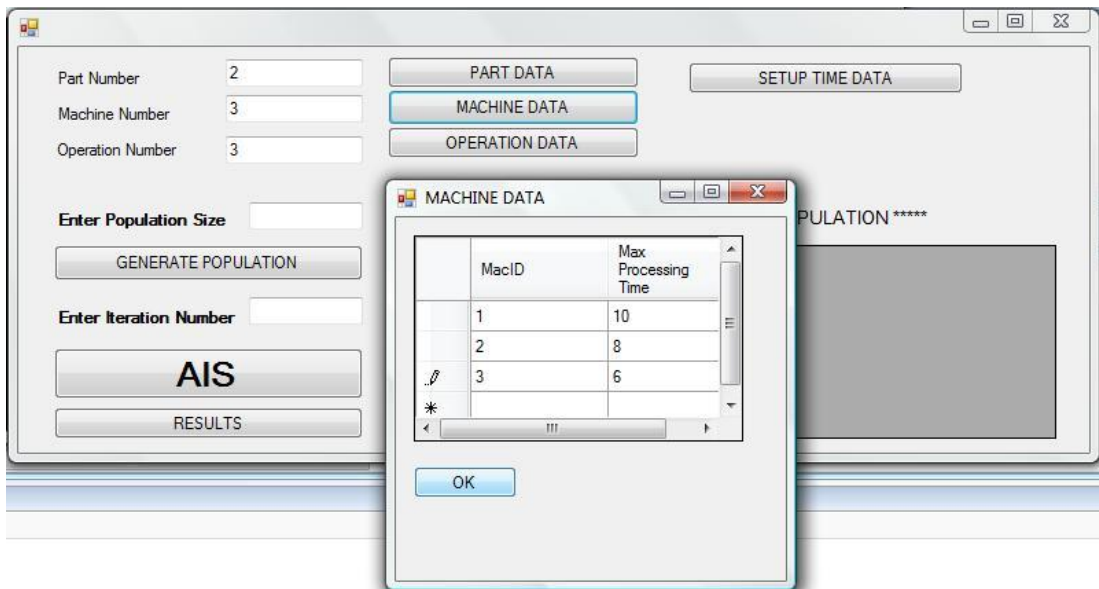 Part Number 2 PART DATA SETUP TIME DATA
Machine Number 3 MACHINE DATA
Operation Number 3 OPERATION DATA
Enter Population Size
GENERATE POPULATION
Enter Iteration Number
AIS
RESULTS
PULATION *****
MACHINE DATA
MacID Max Processing Time
1 10
2 8
3 6
OK